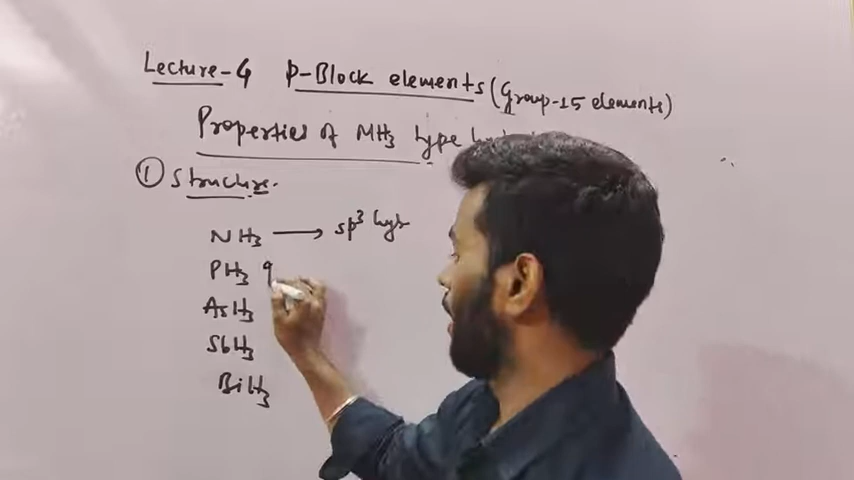 Lecture-4 p-Block elements (Group-15 elements)
Properties of MH3 type
① Structure.
NH3 → sp3 hyb
PH3
AsH3
SbH3
BiH3